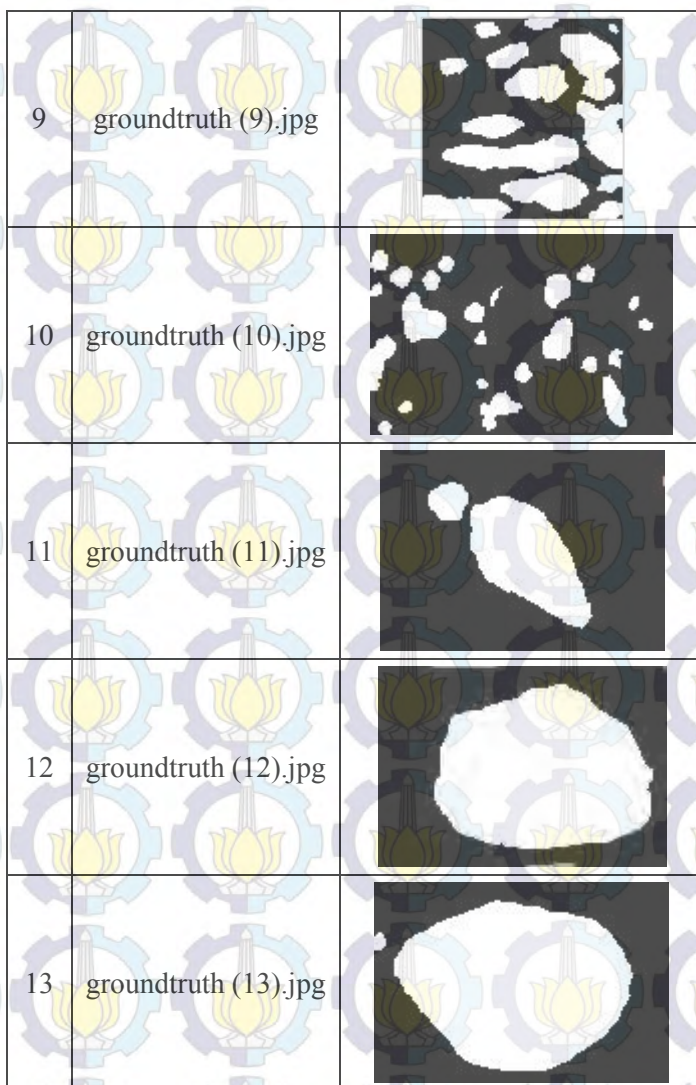 9 groundtruth (9).jpg
10 groundtruth (10).jpg
11 groundtruth (11).jpg
12 groundtruth (12).jpg
13 groundtruth (13).jpg